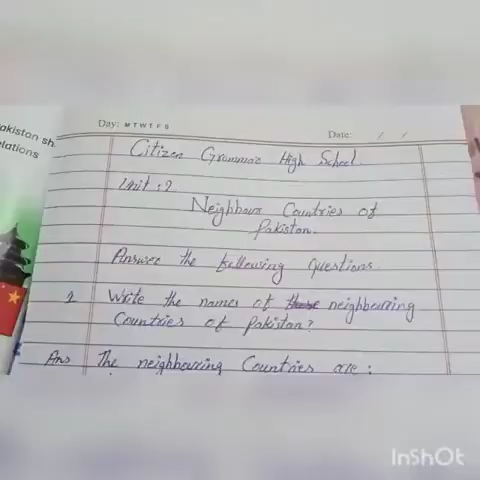 akistan sh
elations
Day: M T W T F S
Date: / /
Citizen Grammar High School
Unit : 2
Neighbour Countries of
Pakistan.
Answer the following Questions.
1 Write the names of neighbouring
Countries of Pakistan?
Ans The neighbouring Countries are :
InShOt